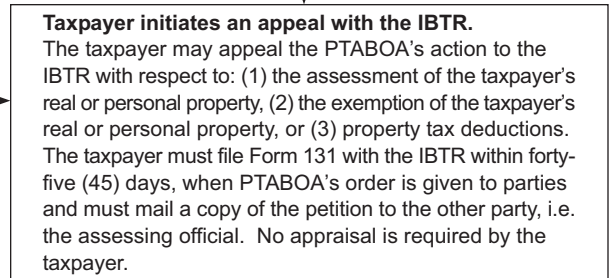 Taxpayer initiates an appeal with the IBTR.
The taxpayer may appeal the PTABOA's action to the
IBTR with respect to: (1) the assessment of the taxpayer's
real or personal property, (2) the exemption of the taxpayer's
real or personal property, or (3) property tax deductions.
The taxpayer must file Form 131 with the IBTR within forty-
five (45) days, when PTABOA's order is given to parties
and must mail a copy of the petition to the other party, i.e.
the assessing official.  No appraisal is required by the
taxpayer.